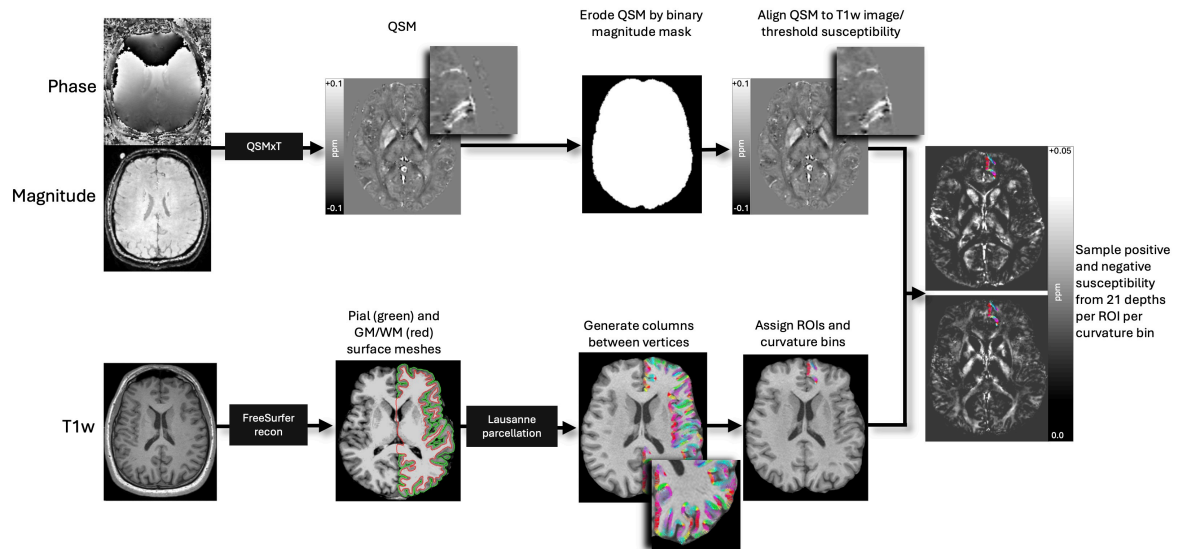 Phase
Magnitude
QSMxT
QSM
+0.1
ppm
-0.1
Erode QSM by binary
magnitude mask
Align QSM to T1w image/
threshold susceptibility
+0.1
ppm
-0.1
+0.05
ppm
0.0
Sample positive
and negative
susceptibility
from 21 depths
per ROI per
curvature bin
T1w
FreeSurfer
recon
Pial (green) and
GM/WM (red)
surface meshes
Lausanne
parcellation
Generate columns
between vertices
Assign ROIs and
curvature bins